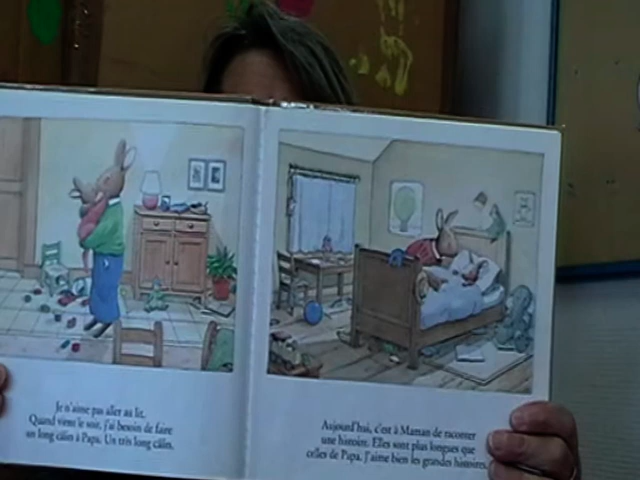 Je n'aime pas aller au lit.
Quand vient le soir, j'ai besoin de faire
un long câlin à Papa. Un très long câlin.
Aujourd'hui, c'est à Maman de raconter
une histoire. Elles sont plus longues que
celles de Papa. J'aime bien les grandes histoires.